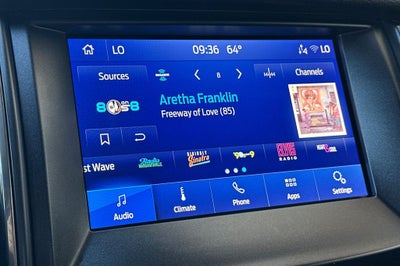 LO 09:36 64° LO
Sources 8 Channels
Aretha Franklin
Freeway of Love (85)
st Wave Sinatra RADIO
Audio Climate Phone Apps Settings